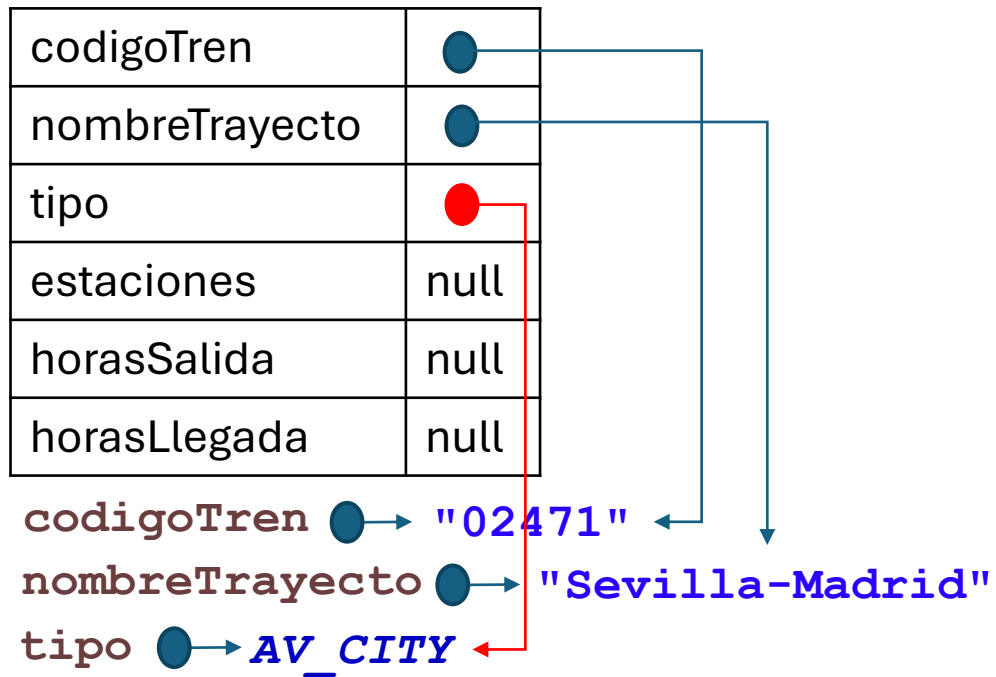 codigoTren
nombreTrayecto
tipo
estaciones null
horasSalida null
horasLlegada null
codigoTren "02471"
nombreTrayecto "Sevilla-Madrid"
tipo AV_CITY